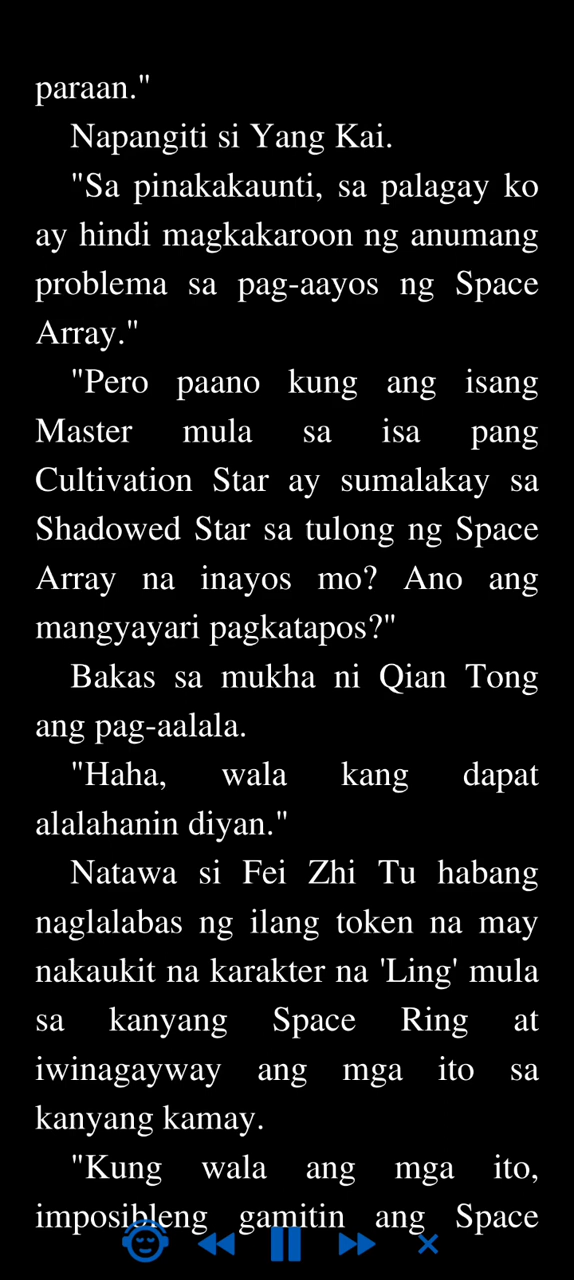 paraan."
Napangiti si Yang Kai.
"Sa pinakakaunti, sa palagay ko
ay hindi magkakaroon ng anumang
problema sa pag-aayos ng Space
Array."
"Pero paano kung ang isang
Master mula sa isa pang
Cultivation Star ay sumalakay sa
Shadowed Star sa tulong ng Space
Array na inayos mo? Ano ang
mangyayari pagkatapos?"
Bakas sa mukha ni Qian Tong
ang pag-aalala.
"Haha, wala kang dapat
alalahanin diyan."
Natawa si Fei Zhi Tu habang
naglalabas ng ilang token na may
nakaukit na karakter na 'Ling' mula
sa kanyang Space Ring at
iwinagayway ang mga ito sa
kanyang kamay.
"Kung wala ang mga ito,
imposibleng gamitin ang Space